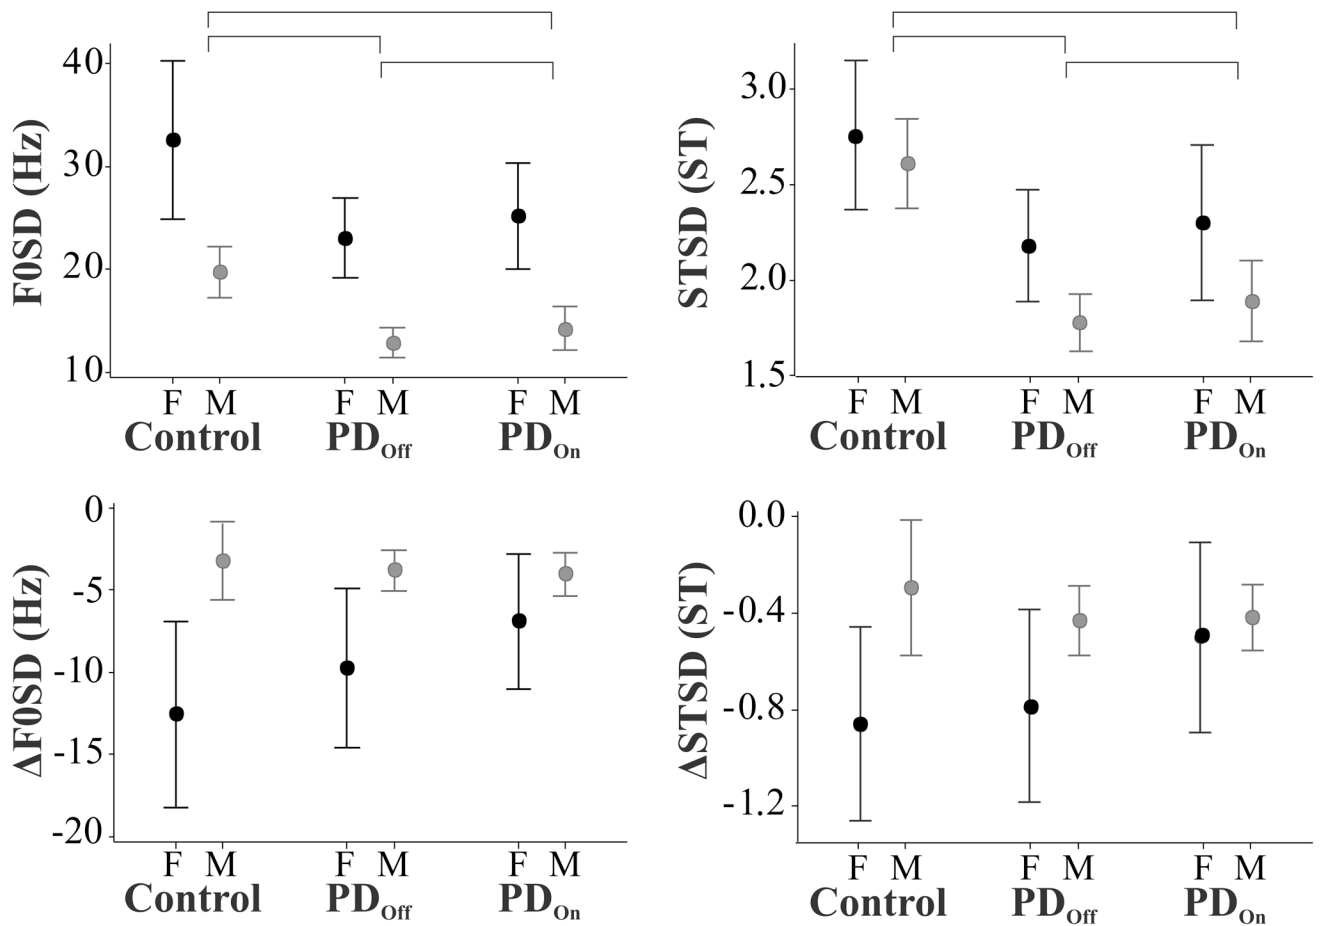 F0SD (Hz)
40
30
20
10
F M F M F M
Control PDOff PDOn
STSD (ST)
3.0
2.5
2.0
1.5
F M F M F M
Control PDOff PDOn
ΔF0SD (Hz)
0
-5
-10
-15
-20
F M F M F M
Control PDOff PDOn
ΔSTSD (ST)
0.0
-0.4
-0.8
-1.2
F M F M F M
Control PDOff PDOn